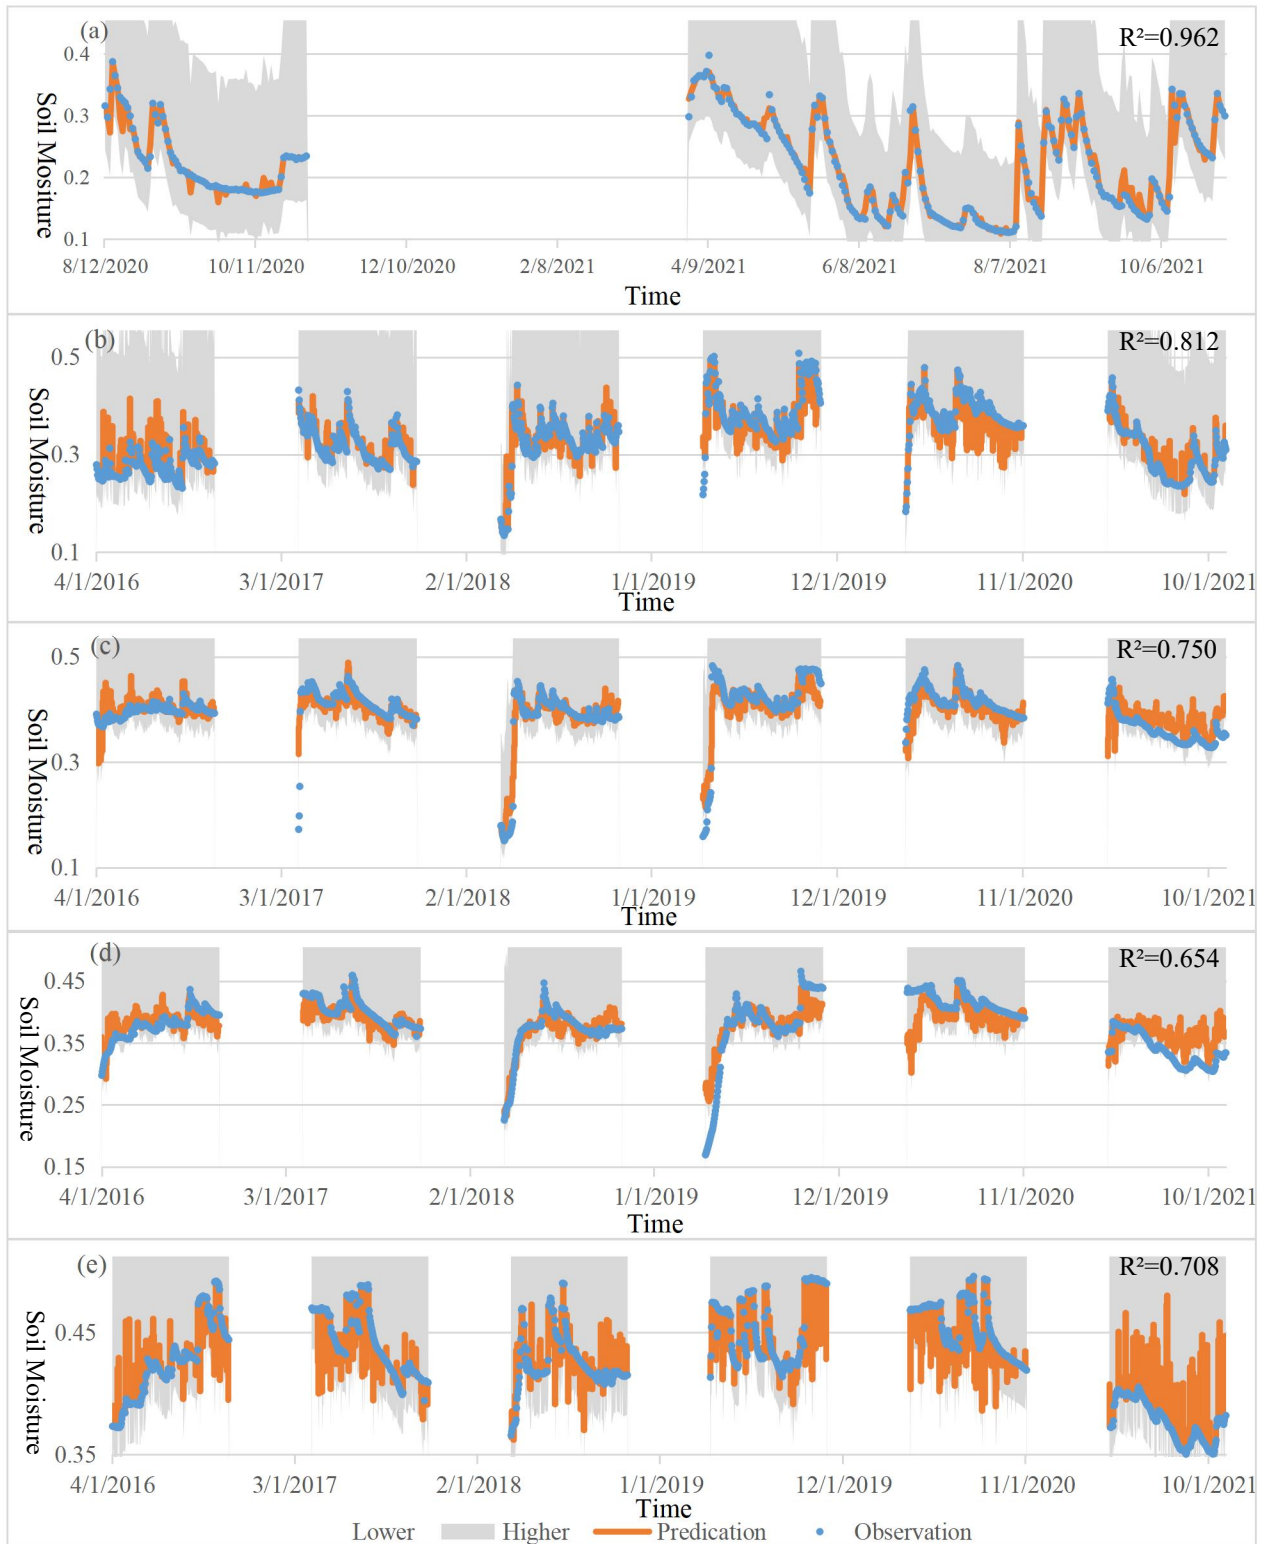 (a)
R²=0.962
Soil Mositure
0.4
0.3
0.2
0.1
8/12/2020 10/11/2020 12/10/2020 2/8/2021 4/9/2021 6/8/2021 8/7/2021 10/6/2021
Time
(b)
R²=0.812
Soil Moisture
0.5
0.3
0.1
4/1/2016 3/1/2017 2/1/2018 1/1/2019 12/1/2019 11/1/2020 10/1/2021
Time
(c)
R²=0.750
Soil Moisture
0.5
0.3
0.1
4/1/2016 3/1/2017 2/1/2018 1/1/2019 12/1/2019 11/1/2020 10/1/2021
Time
(d)
R²=0.654
Soil Moisture
0.45
0.35
0.25
0.15
4/1/2016 3/1/2017 2/1/2018 1/1/2019 12/1/2019 11/1/2020 10/1/2021
Time
(e)
R²=0.708
Soil Moisture
0.45
0.35
4/1/2016 3/1/2017 2/1/2018 1/1/2019 12/1/2019 11/1/2020 10/1/2021
Time
Lower Higher Predication Observation